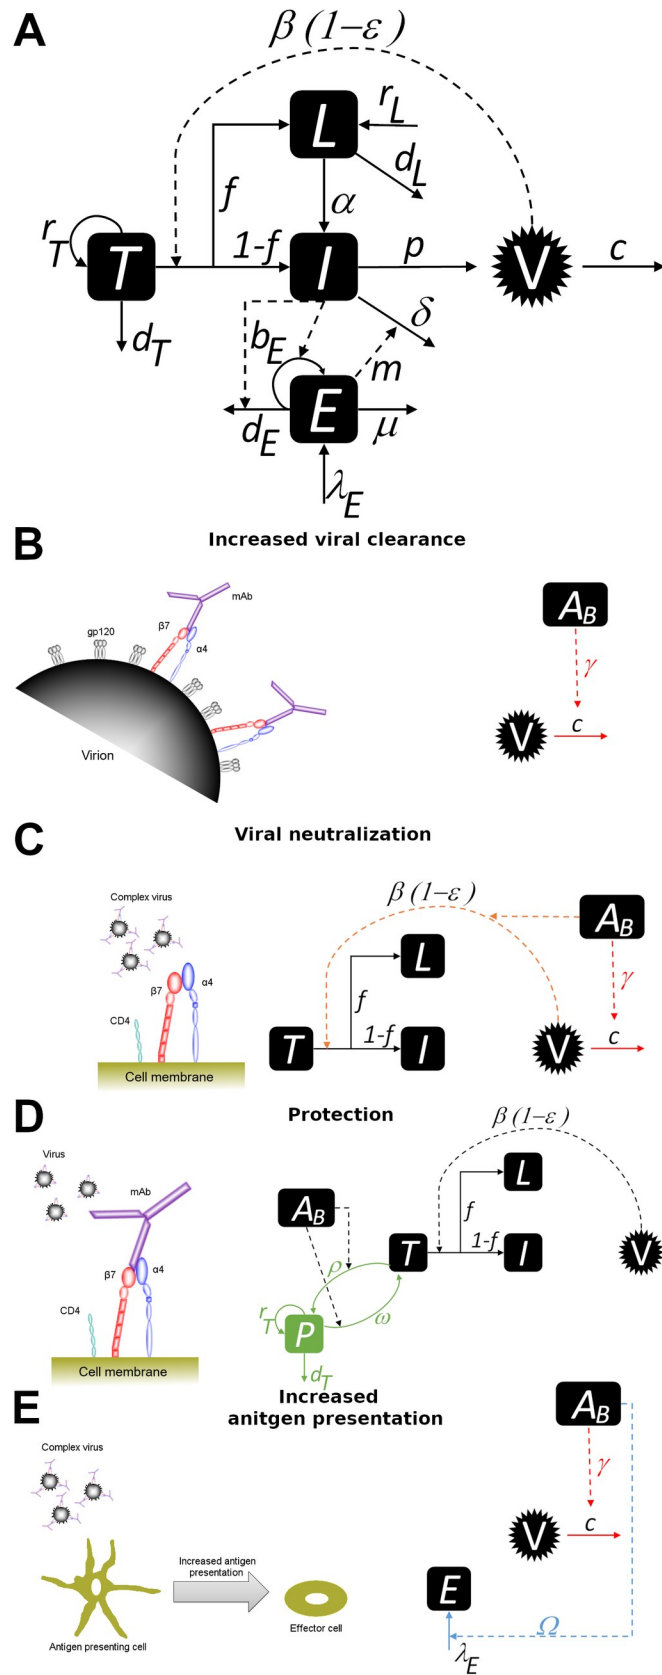 A
β (1-ε)
L
r_L
d_L
f
α
r_T
T
1-f
I
p
V
c
d_T
b_E
δ
m
E
d_E
μ
λ_E
B
Increased viral clearance
mAb
β7
gp120
α4
Virion
A_B
γ
V
c
C
Viral neutralization
Complex virus
β7
α4
CD4
Cell membrane
β (1-ε)
A_B
L
γ
f
T
1-f
I
V
c
D
Protection
Virus
mAb
β7
α4
CD4
Cell membrane
β (1-ε)
L
A_B
f
T
1-f
I
V
ρ
r_T
P
ω
d_T
E
Increased
anitgen presentation
Complex virus
Increased antigen
presentation
Antigen presenting cell
Effector cell
A_B
γ
V
c
E
Ω
λ_E